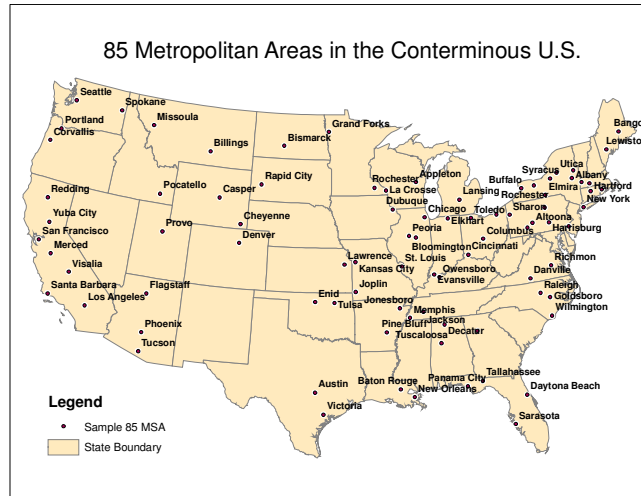 85 Metropolitan Areas in the Conterminous U.S.
Seattle
Spokane
Portland
Corvallis
Missoula
Billings
Bismarck
Grand Forks
Bango
Lewisto
Rapid City
Pocatello
Casper
Rochester
Appleton
La Crosse
Dubuque
Lansing
Buffalo
Syracus
Utica
Albany
Elmira
Hartford
Rochester
New York
Redding
Yuba City
San Francisco
Merced
Visalia
Santa Barbara
Los Angeles
Provo
Cheyenne
Denver
Chicago
Elkhart
Toledo
Sharon
Altoona
Harrisburg
Columbus
Peoria
Bloomington
Cincinnati
St. Louis
Lawrence
Kansas City
Owensboro
Evansville
Joplin
Richmon
Danville
Raleigh
Goldsboro
Wilmington
Flagstaff
Phoenix
Tucson
Enid
Tulsa
Jonesboro
Memphis
Jackson
Pine Bluff
Decatur
Tuscaloosa
Austin
Victoria
Baton Rouge
New Orleans
Panama City
Tallahassee
Daytona Beach
Sarasota
Legend
Sample 85 MSA
State Boundary